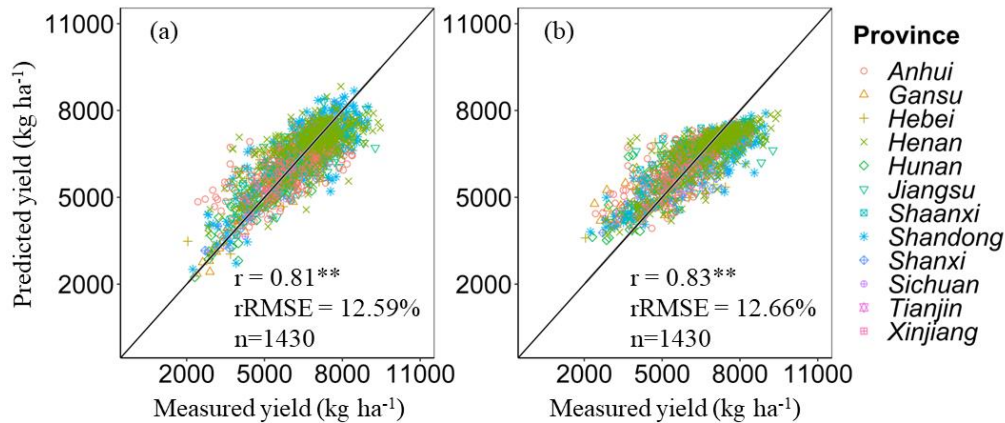 (a)
Predicted yield (kg ha⁻¹)
11000
8000
5000
2000
r = 0.81**
rRMSE = 12.59%
n=1430
2000 5000 8000 11000
Measured yield (kg ha⁻¹)
(b)
11000
8000
5000
2000
r = 0.83**
rRMSE = 12.66%
n=1430
2000 5000 8000 11000
Measured yield (kg ha⁻¹)
Province
Anhui
Gansu
Hebei
Henan
Hunan
Jiangsu
Shaanxi
Shandong
Shanxi
Sichuan
Tianjin
Xinjiang